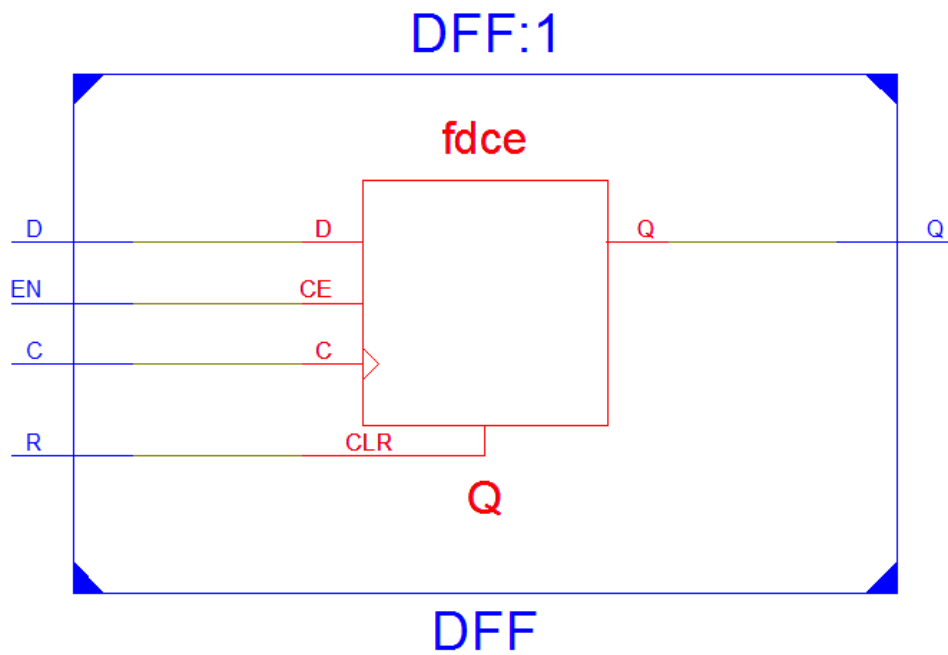 DFF:1
fdce
D D Q Q
EN CE
C C
R CLR
Q
DFF